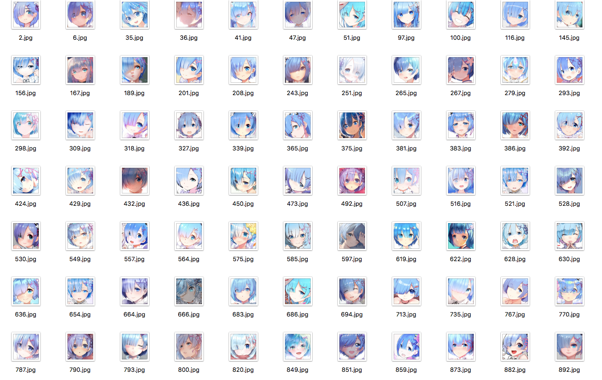 2.jpg 6.jpg 35.jpg 36.jpg 41.jpg 47.jpg 51.jpg 97.jpg 100.jpg 116.jpg 145.jpg
156.jpg 167.jpg 189.jpg 201.jpg 208.jpg 243.jpg 251.jpg 265.jpg 267.jpg 279.jpg 293.jpg
298.jpg 309.jpg 318.jpg 327.jpg 339.jpg 365.jpg 375.jpg 381.jpg 383.jpg 386.jpg 392.jpg
424.jpg 429.jpg 432.jpg 436.jpg 450.jpg 473.jpg 492.jpg 507.jpg 516.jpg 521.jpg 528.jpg
530.jpg 549.jpg 557.jpg 564.jpg 575.jpg 585.jpg 597.jpg 619.jpg 622.jpg 628.jpg 630.jpg
636.jpg 654.jpg 664.jpg 666.jpg 683.jpg 686.jpg 694.jpg 713.jpg 735.jpg 767.jpg 770.jpg
787.jpg 790.jpg 793.jpg 800.jpg 820.jpg 849.jpg 851.jpg 859.jpg 873.jpg 882.jpg 892.jpg